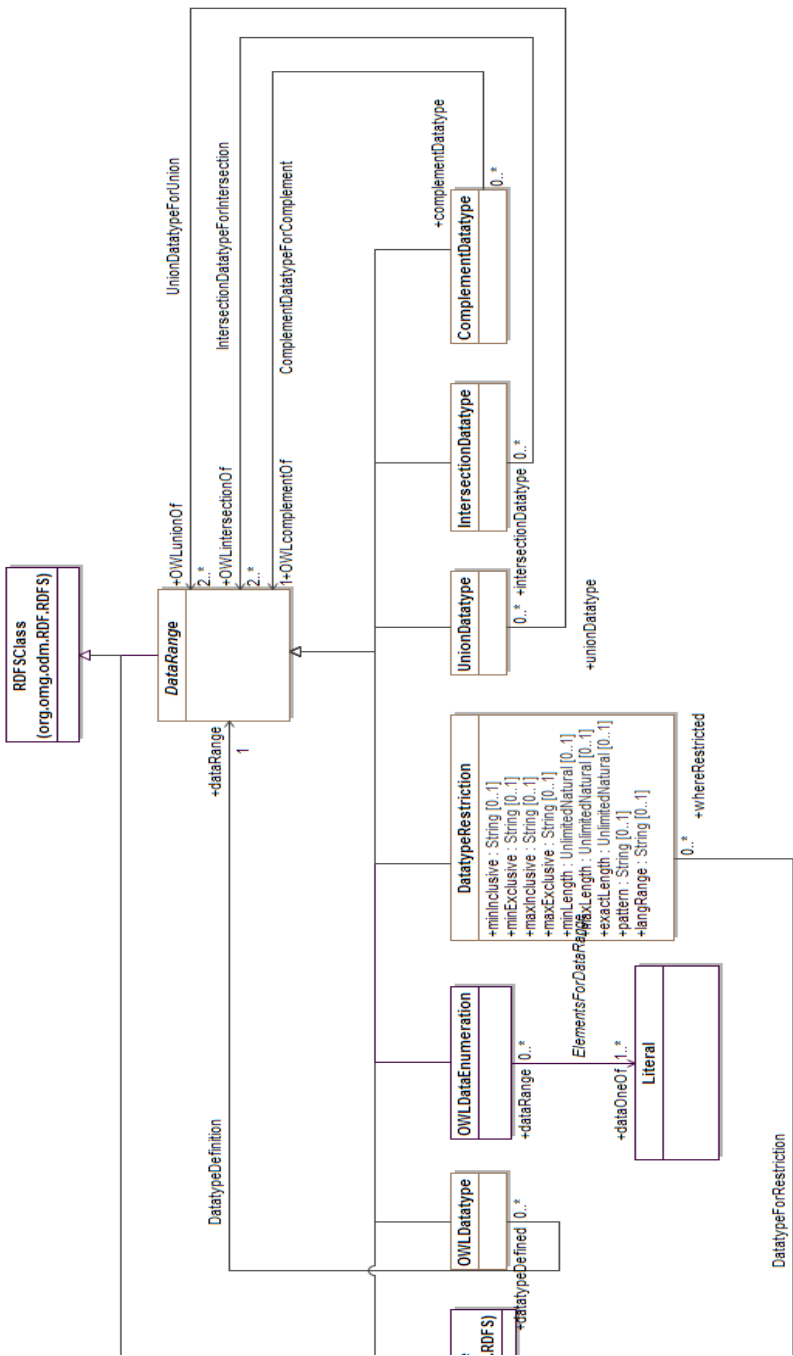 RDFSClass
(org.omg.odm.RDF.RDFS)
DataRange
+OWLunionOf
2..*
UnionDatatypeForUnion
+OWLintersectionOf
2..*
IntersectionDatatypeForIntersection
1
+OWLcomplementOf
ComplementDatatypeForComplement
+dataRange
1
DatatypeDefinition
.RDFS)
OWLDatatype
+datatypeDefined
0..*
OWLDataEnumeration
+dataRange
0..*
ElementsForDataRange
+dataOneOf
1..*
Literal
DatatypeRestriction
+minInclusive : String [0..1]
+minExclusive : String [0..1]
+maxInclusive : String [0..1]
+maxExclusive : String [0..1]
+minLength : UnlimitedNatural [0..1]
+maxLength : UnlimitedNatural [0..1]
+exactLength : UnlimitedNatural [0..1]
+pattern : String [0..1]
+langRange : String [0..1]
0..*
+whereRestricted
DatatypeForRestriction
UnionDatatype
0..*
+unionDatatype
IntersectionDatatype
+intersectionDatatype
0..*
ComplementDatatype
+complementDatatype
0..*